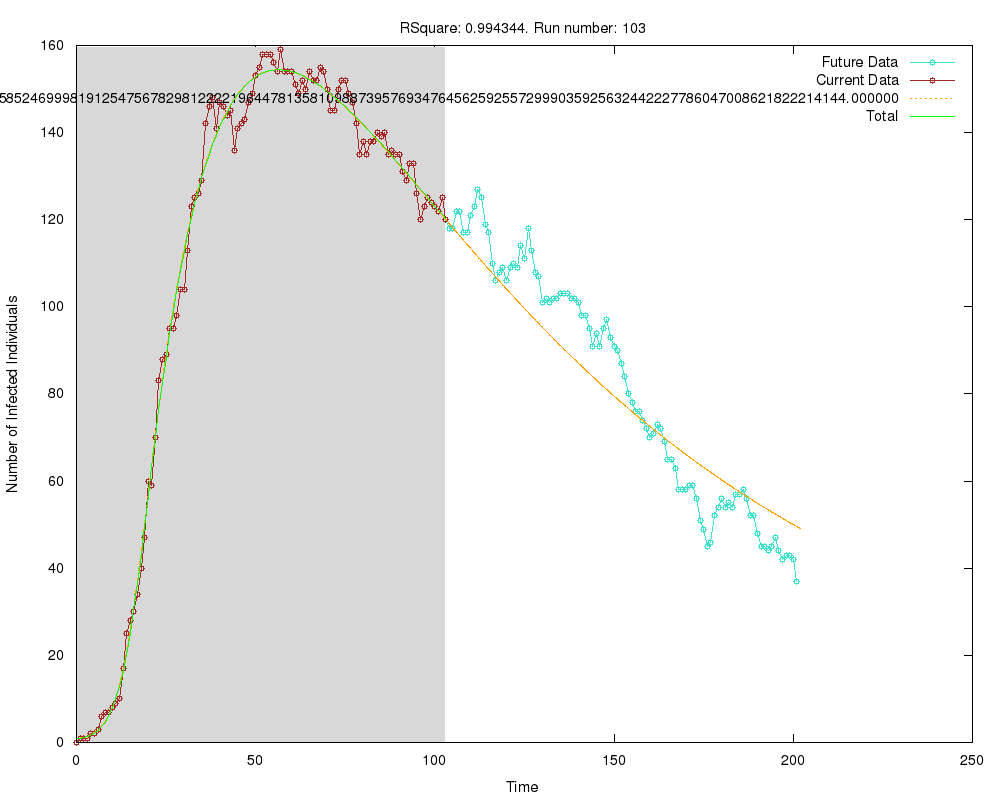 RSquare: 0.994344. Run number: 103
160
140
120
100
80
60
40
20
0
0
50
100
150
200
250
Time
Number of Infected Individuals
Future Data
Current Data
Total